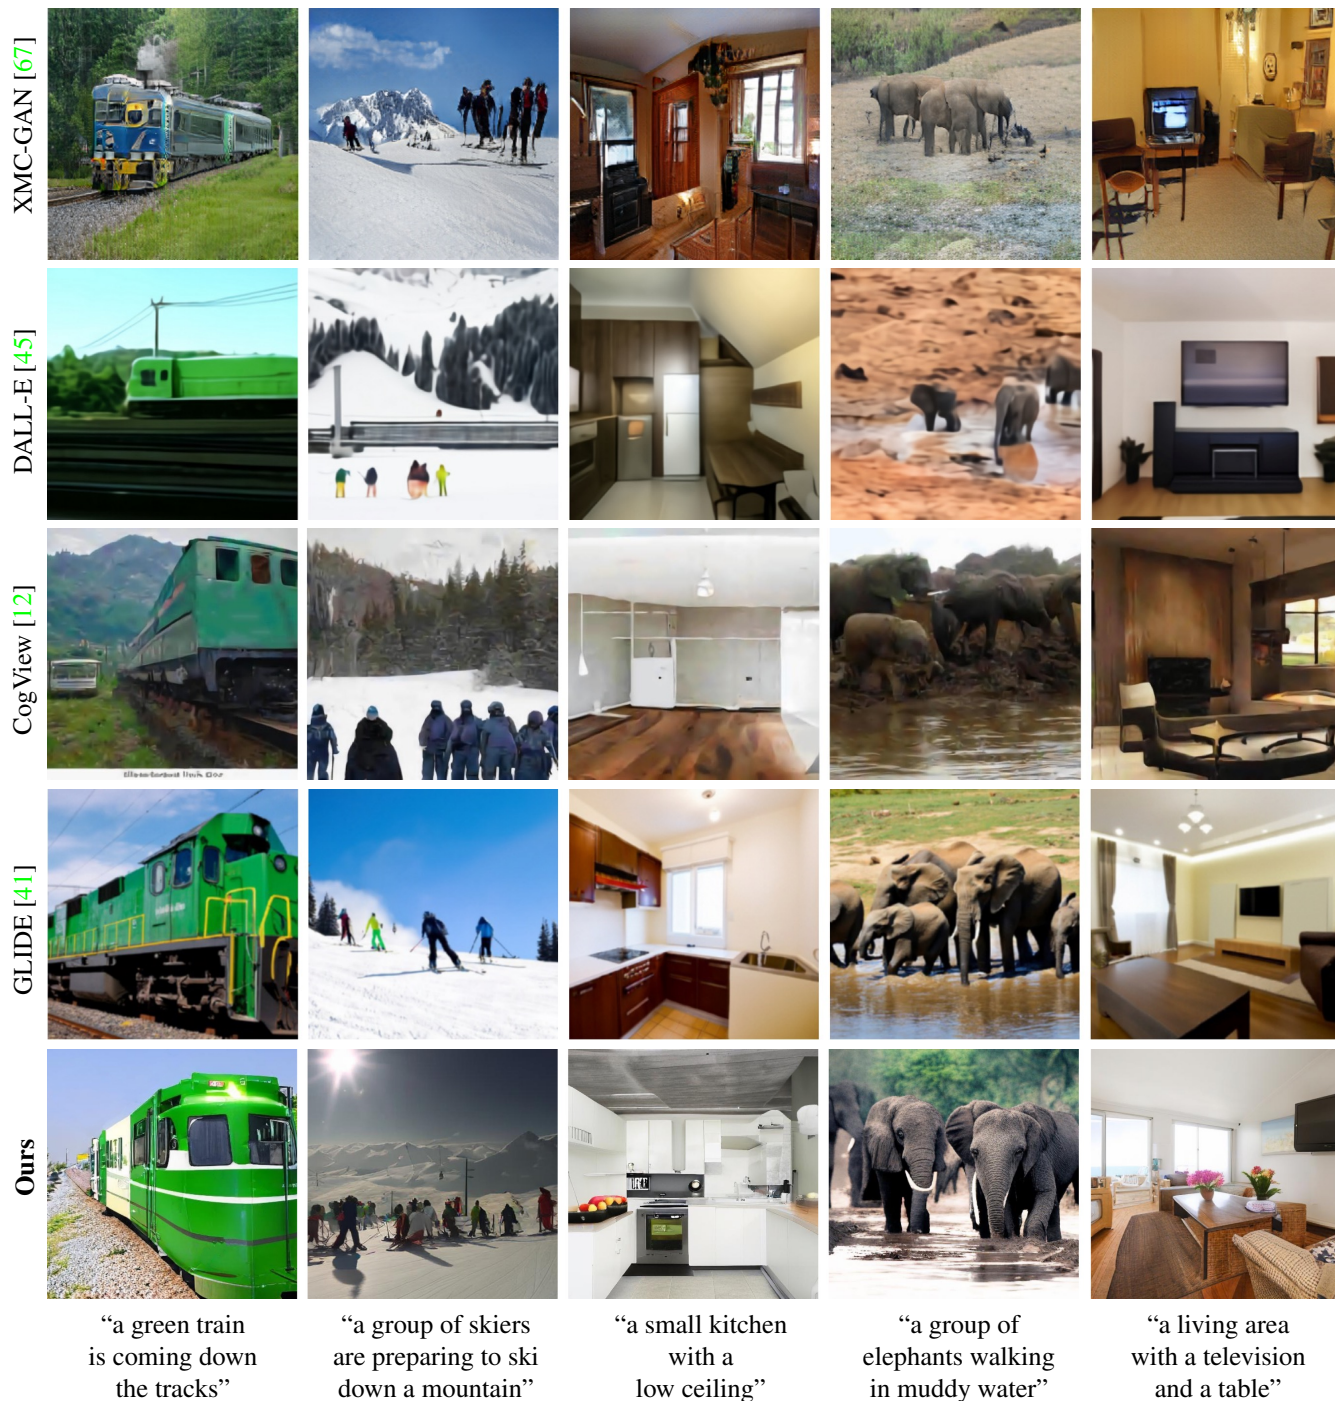 XMC-GAN [67]
DALL-E [45]
CogView [12]
GLIDE [41]
Ours
“a green train
is coming down
the tracks”
“a group of skiers
are preparing to ski
down a mountain”
“a small kitchen
with a
low ceiling”
“a group of
elephants walking
in muddy water”
“a living area
with a television
and a table”